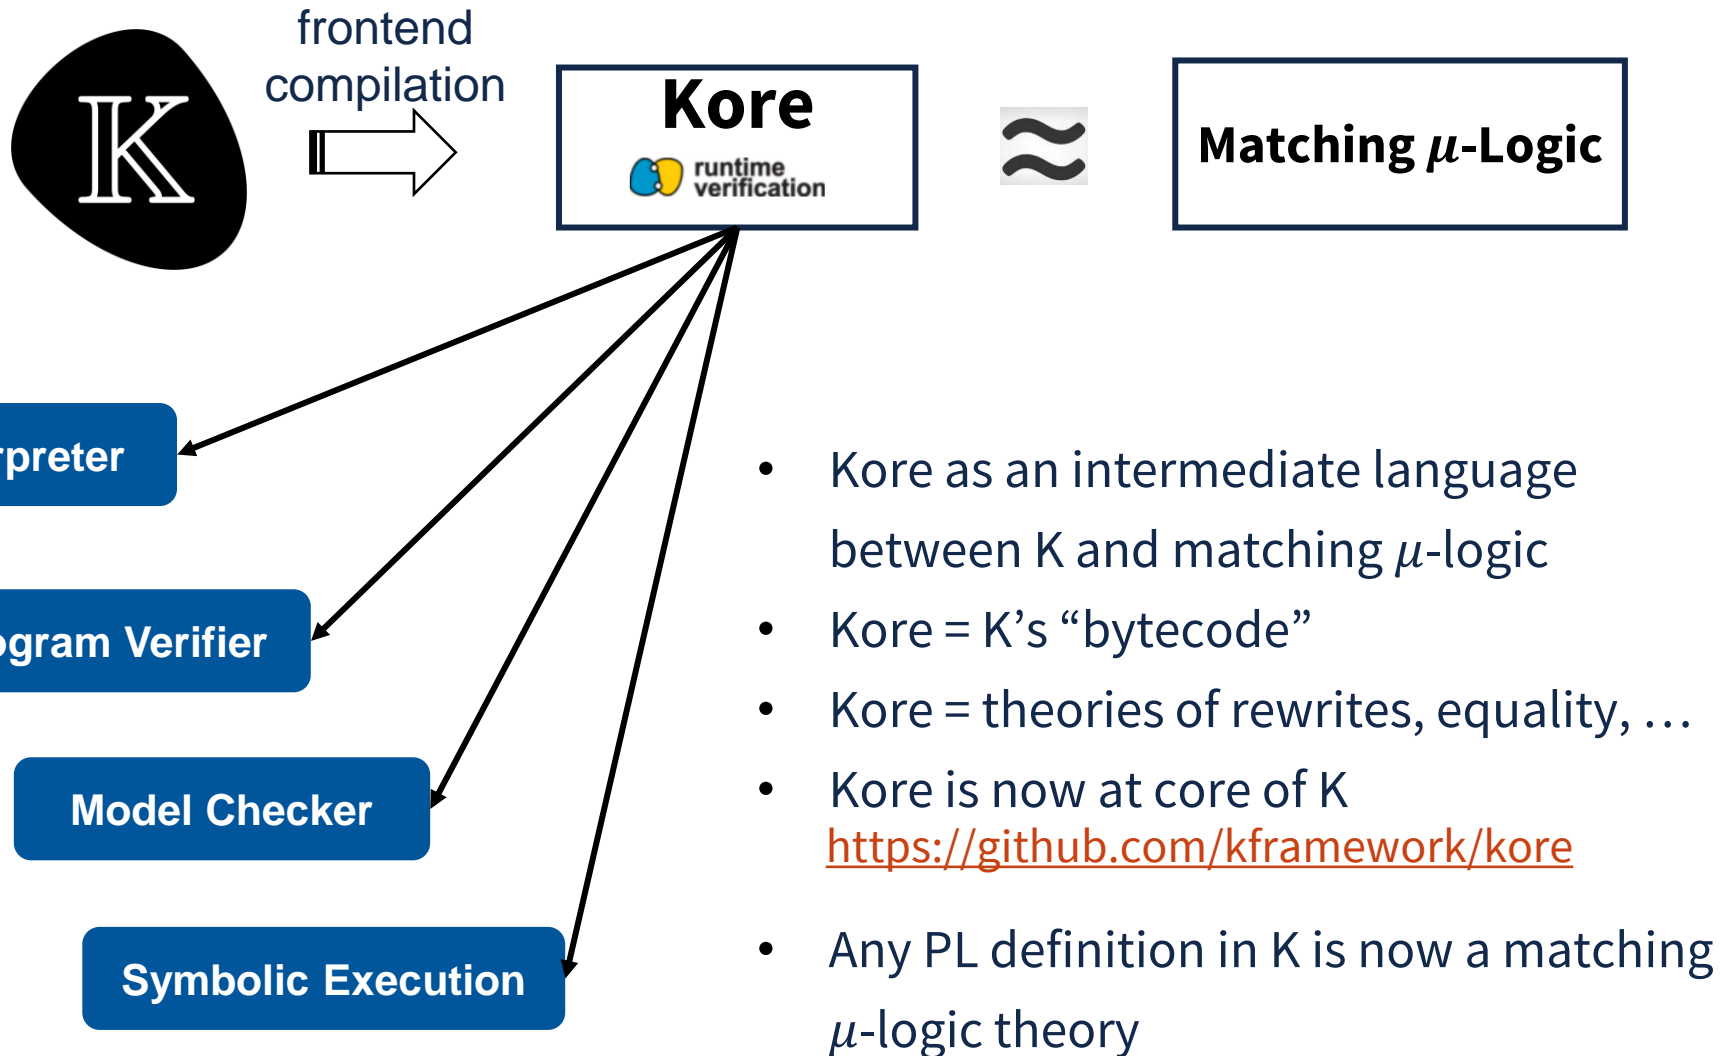 frontend
compilation
𝕂
Kore
runtime
verification
≈
Matching μ-Logic
rpreter
ogram Verifier
Model Checker
Symbolic Execution
• Kore as an intermediate language
between K and matching μ-logic
• Kore = K’s “bytecode”
• Kore = theories of rewrites, equality, …
• Kore is now at core of K
https://github.com/kframework/kore
• Any PL definition in K is now a matching
μ-logic theory